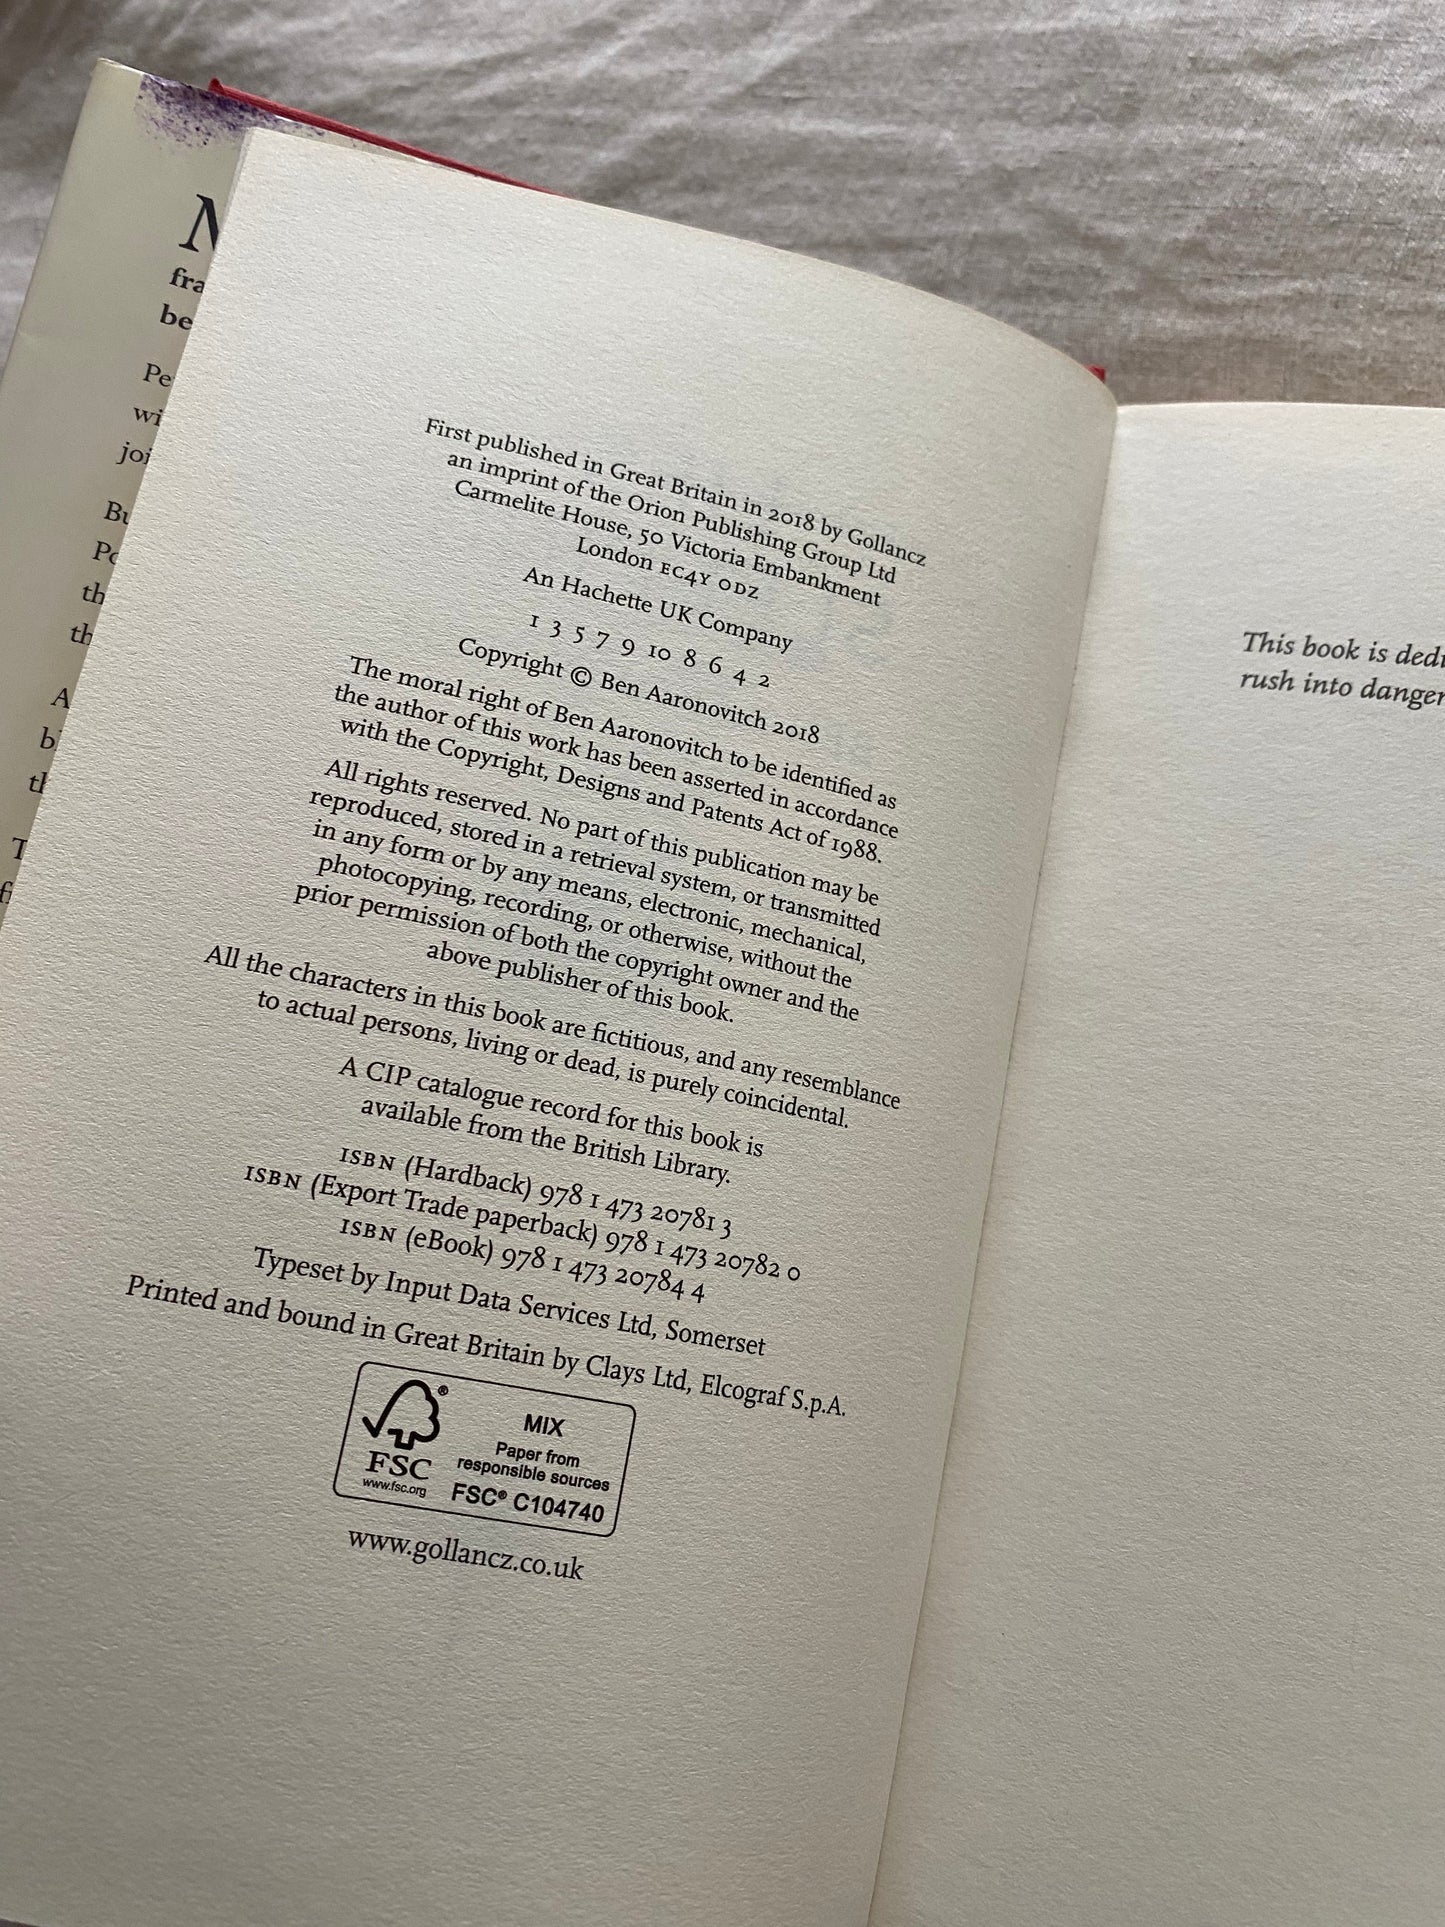 fra
be
wi
joi
th
First published in Great Britain in 2018 by Gollancz
an imprint of the Orion Publishing Group Ltd
Carmelite House, 50 Victoria Embankment
London EC4Y 0DZ
An Hachette UK Company
1 3 5 7 9 10 8 6 4 2
Copyright © Ben Aaronovitch 2018
The moral right of Ben Aaronovitch to be identified as
the author of this work has been asserted in accordance
with the Copyright, Designs and Patents Act of 1988.
All rights reserved. No part of this publication may be
reproduced, stored in a retrieval system, or transmitted
in any form or by any means, electronic, mechanical,
photocopying, recording, or otherwise, without the
prior permission of both the copyright owner and the
above publisher of this book.
All the characters in this book are fictitious, and any resemblance
to actual persons, living or dead, is purely coincidental.
A CIP catalogue record for this book is
available from the British Library.
ISBN (Hardback) 978 1 473 20781 3
ISBN (Export Trade paperback) 978 1 473 20782 0
ISBN (eBook) 978 1 473 20784 4
Typeset by Input Data Services Ltd, Somerset
Printed and bound in Great Britain by Clays Ltd, Elcograf S.p.A.
FSC
www.fsc.org
MIX
Paper from
responsible sources
FSC® C104740
www.gollancz.co.uk
This book is dedi
rush into danger